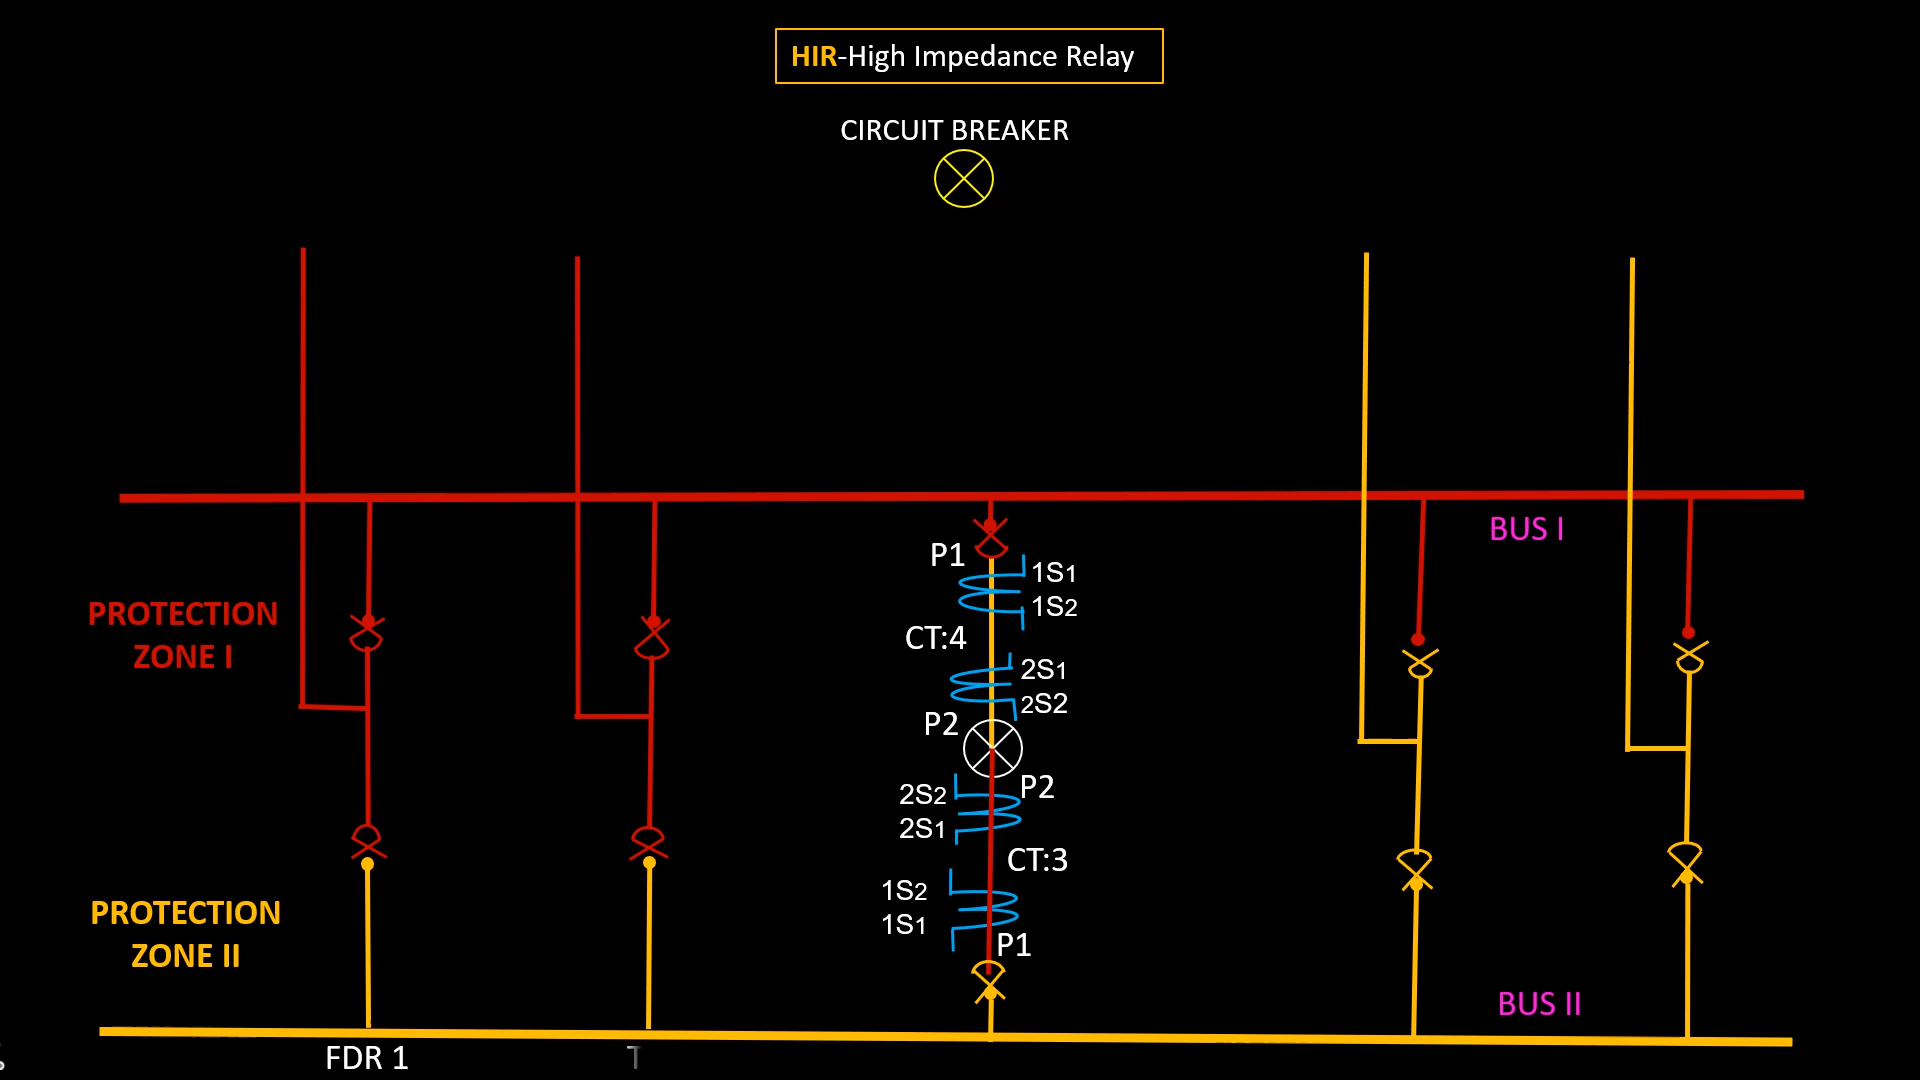 HIR-High Impedance Relay
CIRCUIT BREAKER
BUS I
P1
1S1
1S2
PROTECTION
ZONE I
CT:4
2S1
2S2
P2
P2
2S2
2S1
CT:3
1S2
1S1
P1
PROTECTION
ZONE II
BUS II
FDR 1
T